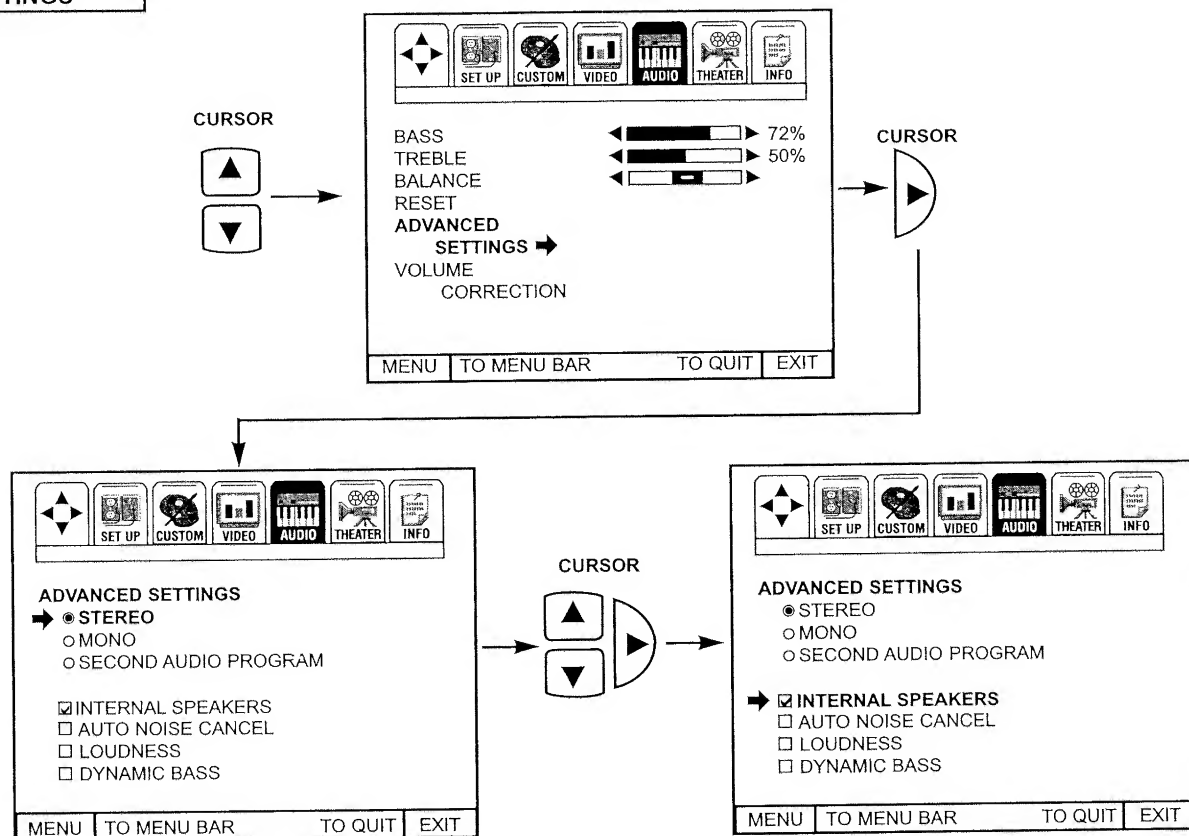 SET UP CUSTOM VIDEO AUDIO THEATER INFO
CURSOR
BASS 72%
TREBLE 50%
BALANCE
RESET
ADVANCED
SETTINGS
VOLUME
CORRECTION
MENU TO MENU BAR TO QUIT EXIT
CURSOR
SET UP CUSTOM VIDEO AUDIO THEATER INFO
ADVANCED SETTINGS
STEREO
MONO
SECOND AUDIO PROGRAM
INTERNAL SPEAKERS
AUTO NOISE CANCEL
LOUDNESS
DYNAMIC BASS
MENU TO MENU BAR TO QUIT EXIT
CURSOR
SET UP CUSTOM VIDEO AUDIO THEATER INFO
ADVANCED SETTINGS
STEREO
MONO
SECOND AUDIO PROGRAM
INTERNAL SPEAKERS
AUTO NOISE CANCEL
LOUDNESS
DYNAMIC BASS
MENU TO MENU BAR TO QUIT EXIT